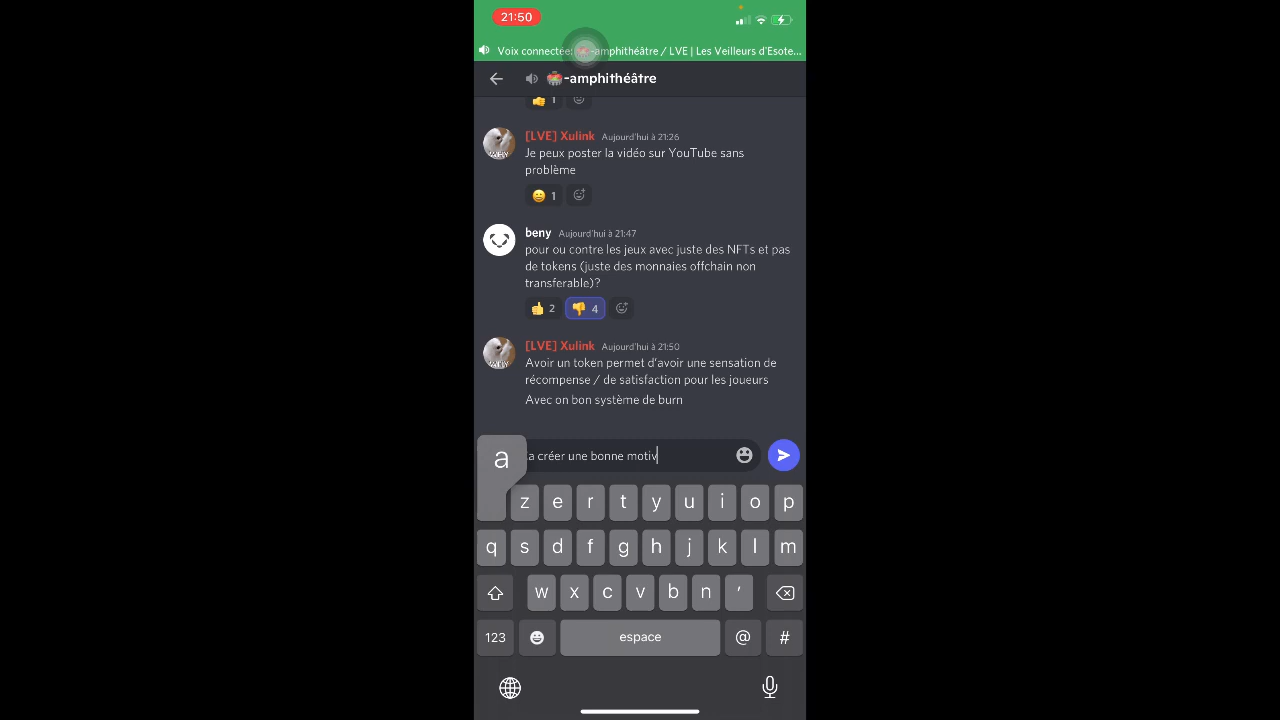 21:50
Voix connectée: -amphithéâtre / LVE | Les Veilleurs d'Esote...
-amphithéâtre
1
[LVE] Xulink Aujourd'hui à 21:26
Je peux poster la vidéo sur YouTube sans
problème
1
beny Aujourd'hui à 21:47
pour ou contre les jeux avec juste des NFTs et pas
de tokens (juste des monnaies offchain non
transferable)?
2 4
[LVE] Xulink Aujourd'hui à 21:50
Avoir un token permet d'avoir une sensation de
récompense / de satisfaction pour les joueurs
Avec on bon système de burn
a créer une bonne motiv
a
z e r t y u i o p
q s d f g h j k l m
w x c v b n '
123 espace @ #